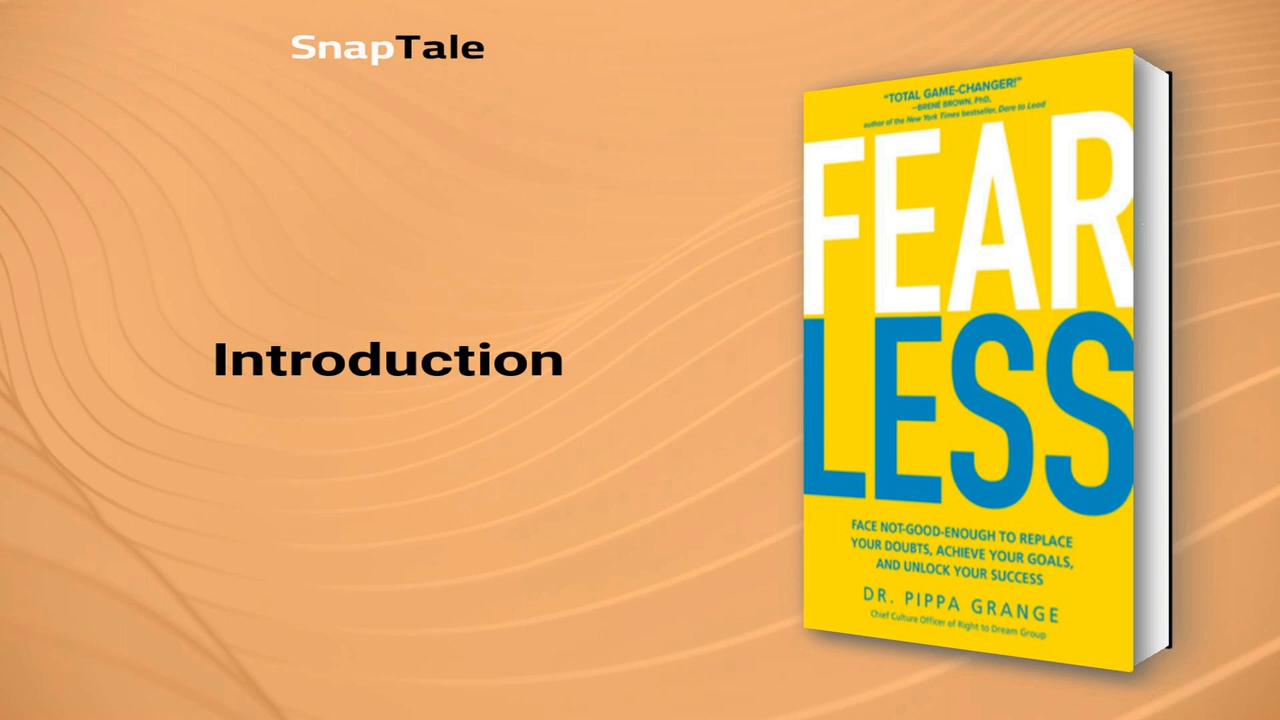 SnapTale
Introduction
“TOTAL GAME-CHANGER!”
—BRENÉ BROWN, PhD,
author of the New York Times bestseller, Dare to Lead
FEAR
LESS
FACE NOT-GOOD-ENOUGH TO REPLACE
YOUR DOUBTS, ACHIEVE YOUR GOALS,
AND UNLOCK YOUR SUCCESS
DR. PIPPA GRANGE
Chief Culture Officer of Right to Dream Group